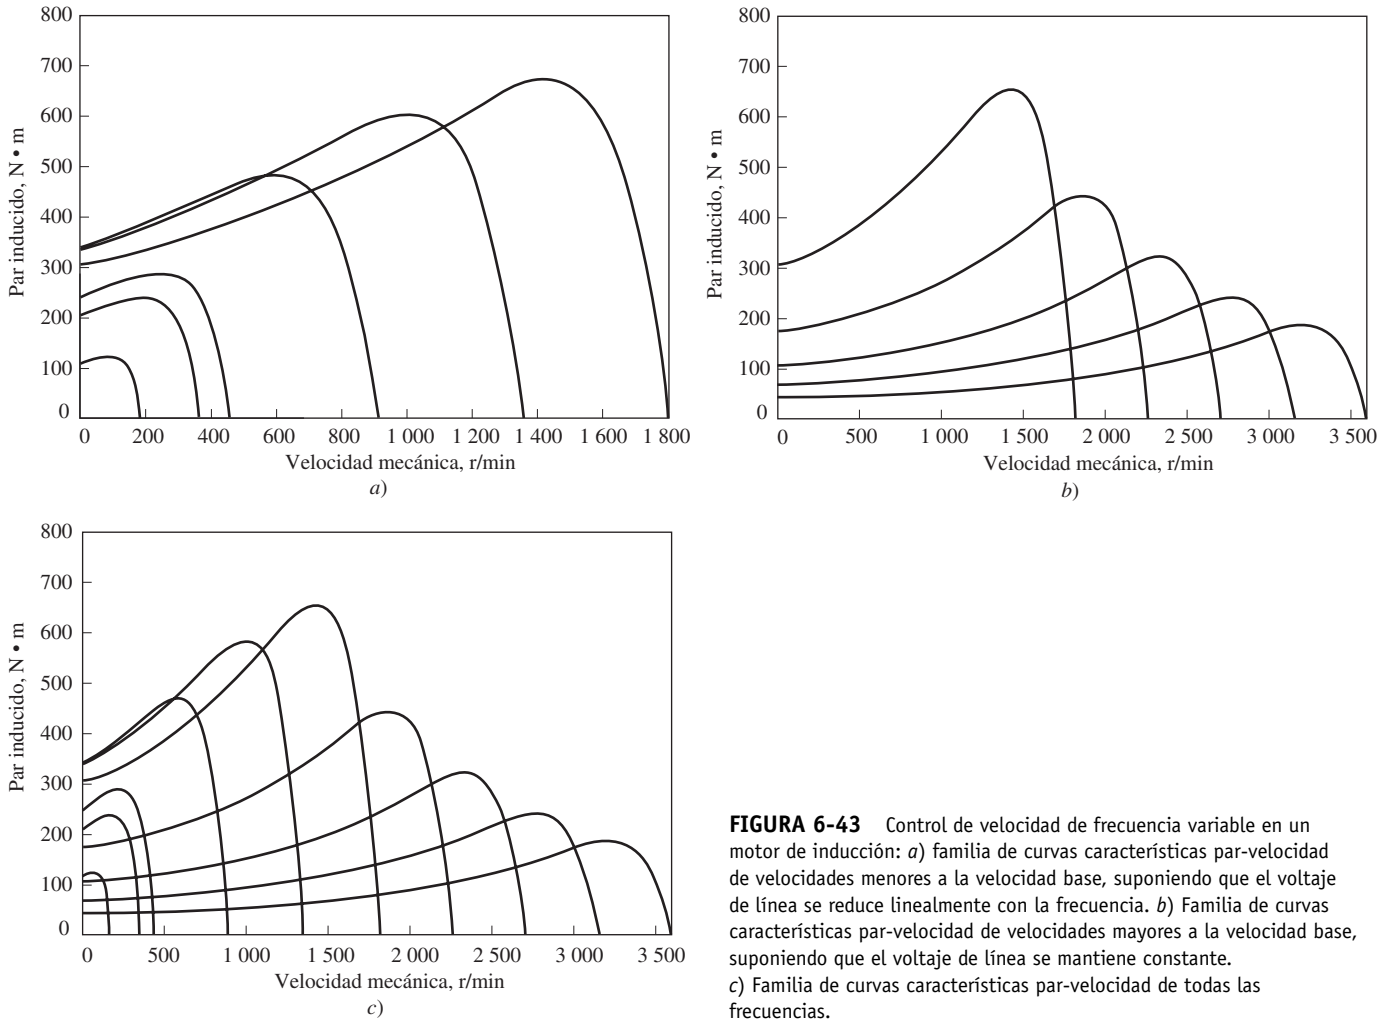 800
700
600
500
400
300
200
100
0
Par inducido, N • m
0 200 400 600 800 1 000 1 200 1 400 1 600 1 800
Velocidad mecánica, r/min
a)
800
700
600
500
400
300
200
100
0
Par inducido, N • m
0 500 1 000 1 500 2 000 2 500 3 000 3 500
Velocidad mecánica, r/min
b)
800
700
600
500
400
300
200
100
0
Par inducido, N • m
0 500 1 000 1 500 2 000 2 500 3 000 3 500
Velocidad mecánica, r/min
c)
FIGURA 6-43 Control de velocidad de frecuencia variable en un
motor de inducción: a) familia de curvas características par-velocidad
de velocidades menores a la velocidad base, suponiendo que el voltaje
de línea se reduce linealmente con la frecuencia. b) Familia de curvas
características par-velocidad de velocidades mayores a la velocidad base,
suponiendo que el voltaje de línea se mantiene constante.
c) Familia de curvas características par-velocidad de todas las
frecuencias.